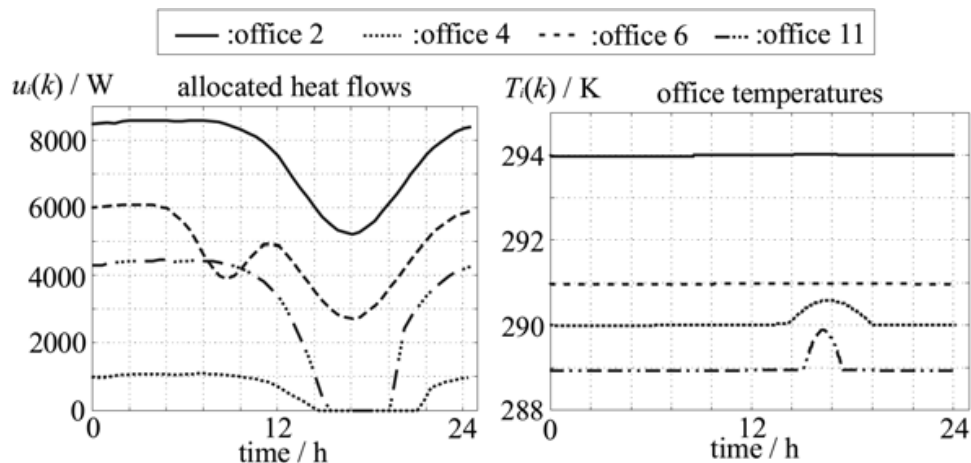 :office 2 :office 4 :office 6 :office 11
uᵢ(k) / W allocated heat flows
8000
6000
4000
2000
0
0 12 24
time / h
Tᵢ(k) / K office temperatures
294
292
290
288
0 12 24
time / h